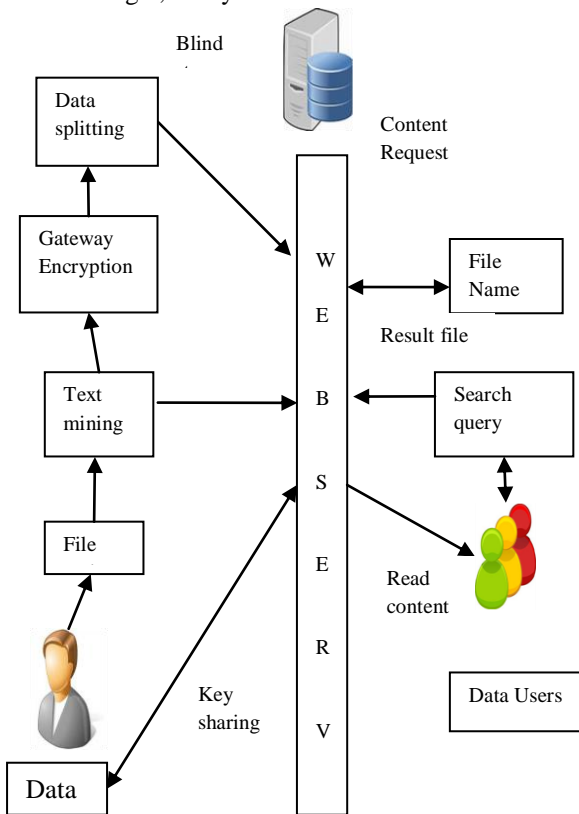 Blind
Data
splitting
Content
Request
Gateway
Encryption
W
E
B
S
E
R
V
File
Name
Result file
Text
mining
Search
query
File
Read
content
Key
sharing
Data Users
Data